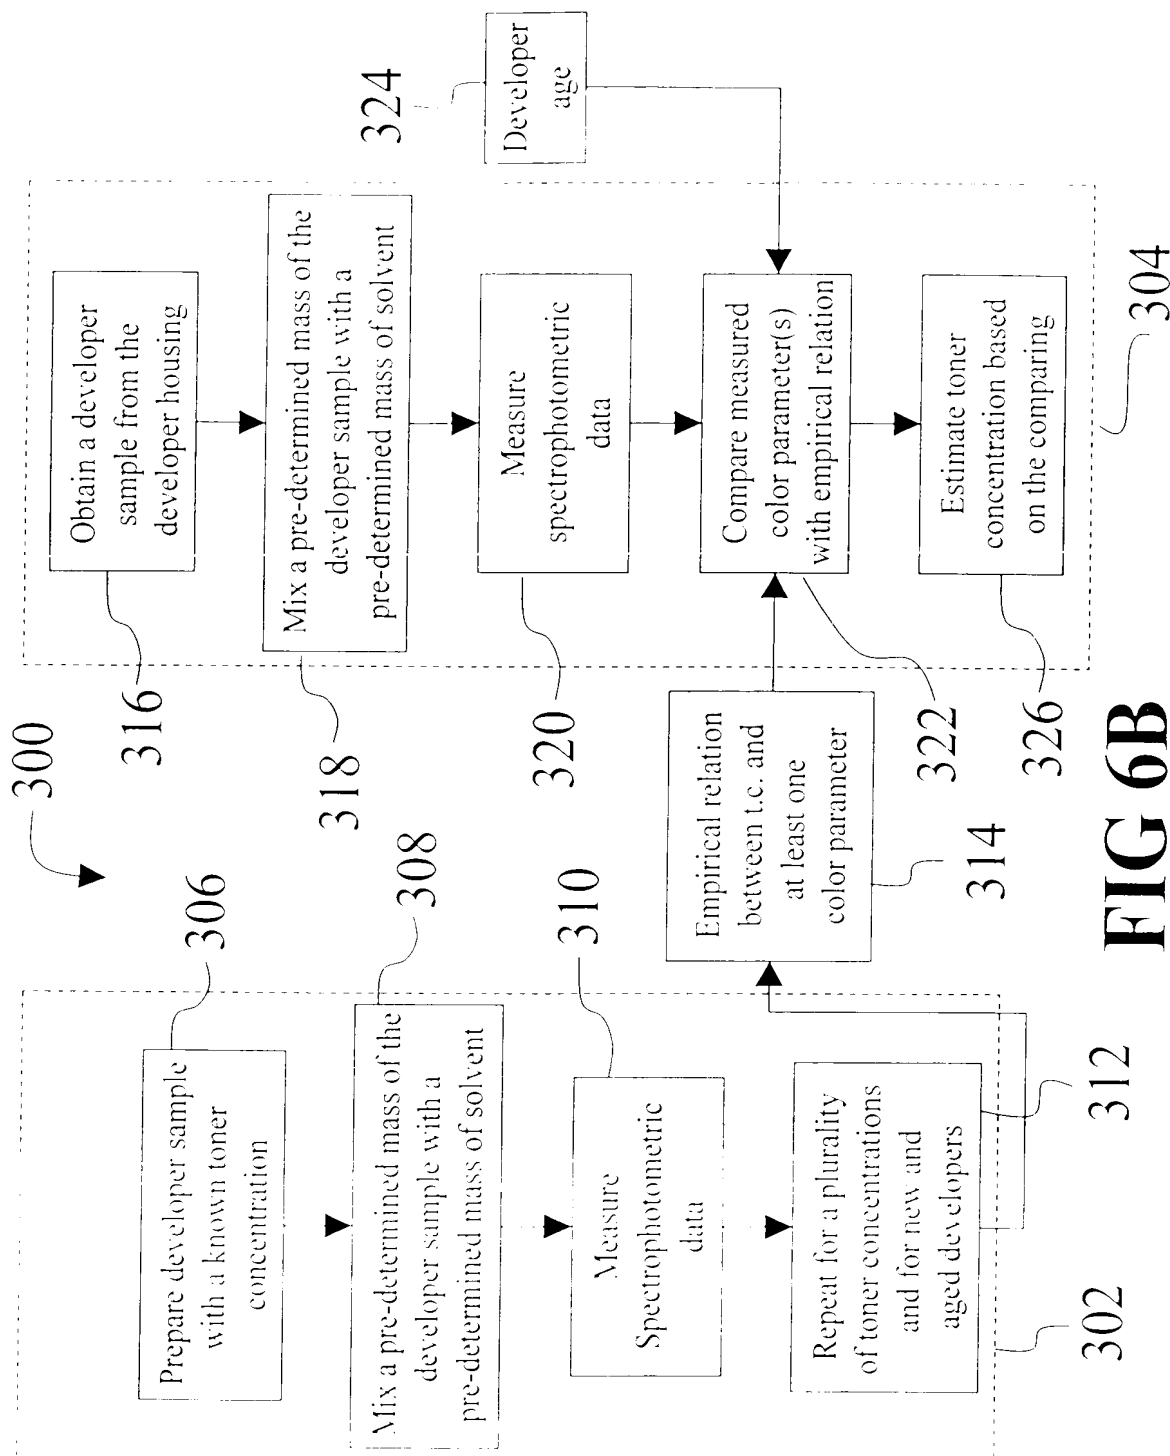 300
306
Prepare developer sample
with a known toner
concentration
308
Mix a pre-determined mass of the
developer sample with a
pre-determined mass of solvent
310
Measure
Spectrophotometric
data
Repeat for a plurality
of toner concentrations
and for new and
aged developers
312
302
Empirical relation
between t.c. and
at least one
color parameter
314
316
Obtain a developer
sample from the
developer housing
318
Mix a pre-determined mass of the
developer sample with a
pre-determined mass of solvent
320
Measure
spectrophotometric
data
324
Developer
age
322
Compare measured
color parameter(s)
with empirical relation
326
Estimate toner
concentration based
on the comparing
304
FIG 6B